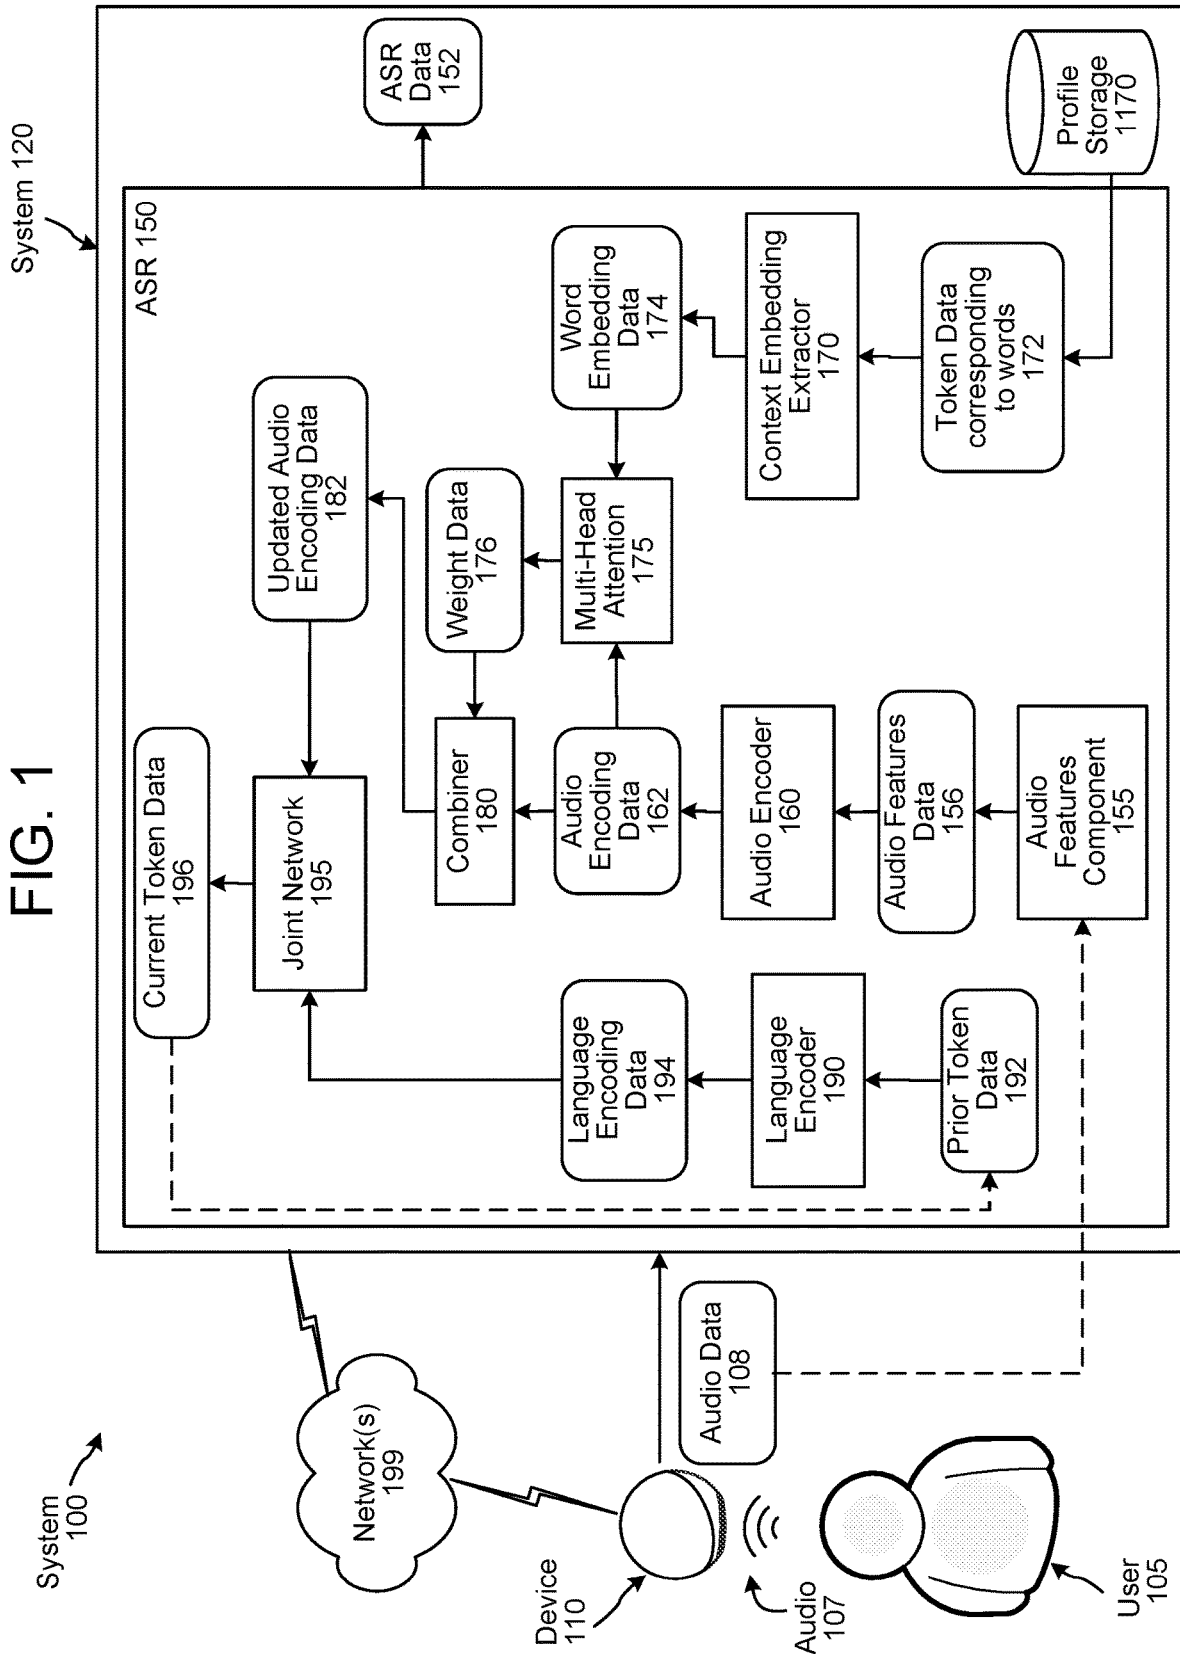 FIG. 1
System
100
System 120
Network(s)
199
Device
110
Audio
107
User
105
Audio Data
108
ASR 150
Current Token Data
196
Joint Network
195
Updated Audio
Encoding Data
182
Language
Encoding
Data
194
Language
Encoder
190
Prior Token
Data
192
Combiner
180
Weight Data
176
Audio
Encoding
Data
162
Multi-Head
Attention
175
Word
Embedding
Data
174
Audio Encoder
160
Context Embedding
Extractor
170
Audio Features
Data
156
Token Data
corresponding
to words
172
Audio
Features
Component
155
ASR
Data
152
Profile
Storage
1170